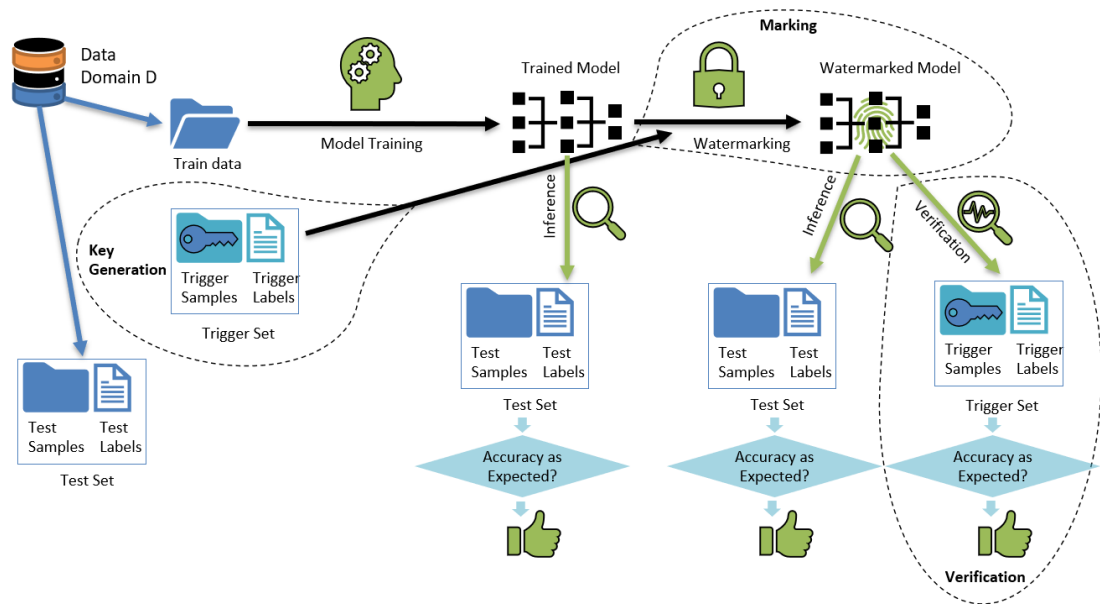 Data
Domain D
Train data
Model Training
Trained Model
Marking
Watermarking
Watermarked Model
Key
Generation
Trigger
Samples
Trigger
Labels
Trigger Set
Test
Samples
Test
Labels
Test Set
Inference
Test
Samples
Test
Labels
Test Set
Accuracy as
Expected?
Inference
Test
Samples
Test
Labels
Test Set
Accuracy as
Expected?
Verification
Trigger
Samples
Trigger
Labels
Trigger Set
Accuracy as
Expected?
Verification